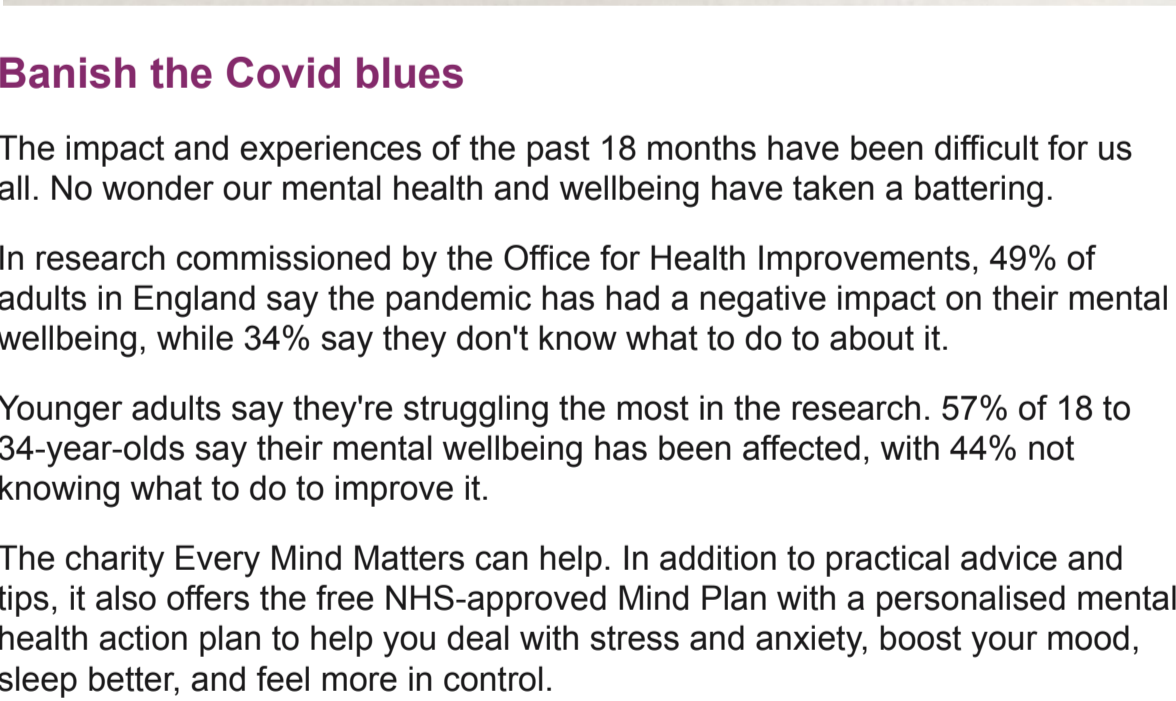 Banish the Covid blues
The impact and experiences of the past 18 months have been difficult for us
all. No wonder our mental health and wellbeing have taken a battering.
In research commissioned by the Office for Health Improvements, 49% of
adults in England say the pandemic has had a negative impact on their mental
wellbeing, while 34% say they don't know what to do to about it.
Younger adults say they're struggling the most in the research. 57% of 18 to
34-year-olds say their mental wellbeing has been affected, with 44% not
knowing what to do to improve it.
The charity Every Mind Matters can help. In addition to practical advice and
tips, it also offers the free NHS-approved Mind Plan with a personalised mental
health action plan to help you deal with stress and anxiety, boost your mood,
sleep better, and feel more in control.